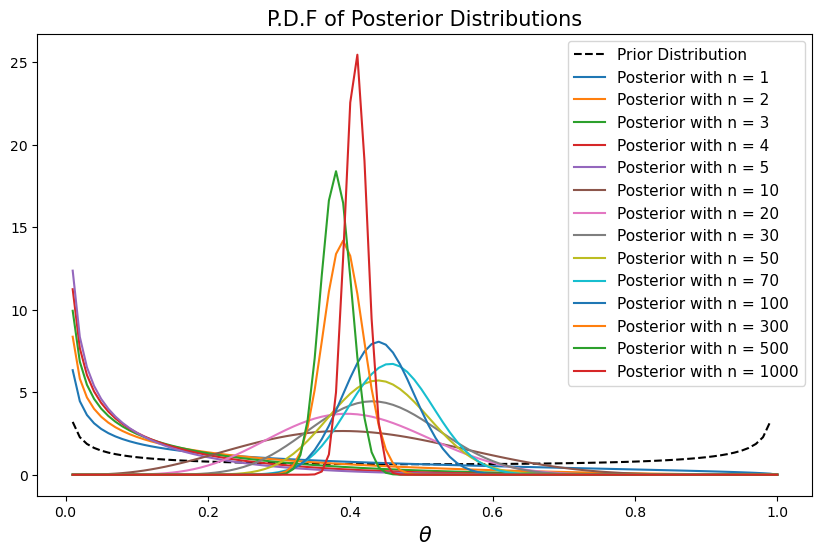 P.D.F of Posterior Distributions
25
20
15
10
5
0
0.0 0.2 0.4 0.6 0.8 1.0
θ
Prior Distribution
Posterior with n = 1
Posterior with n = 2
Posterior with n = 3
Posterior with n = 4
Posterior with n = 5
Posterior with n = 10
Posterior with n = 20
Posterior with n = 30
Posterior with n = 50
Posterior with n = 70
Posterior with n = 100
Posterior with n = 300
Posterior with n = 500
Posterior with n = 1000